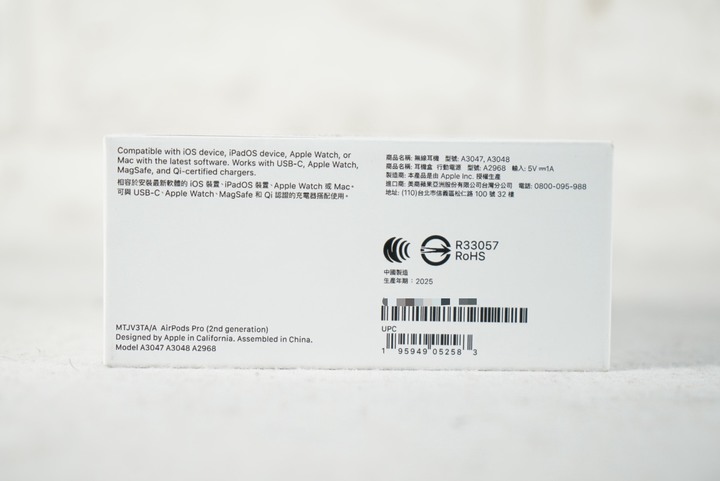 Compatible with iOS device, iPadOS device, Apple Watch, or
Mac with the latest software. Works with USB-C, Apple Watch,
MagSafe, and Qi-certified chargers.
相容於安裝最新軟體的 iOS 裝置、iPadOS 裝置、Apple Watch 或 Mac。
可與 USB-C、Apple Watch、MagSafe 和 Qi 認證的充電器搭配使用。
MTJV3TA/A AirPods Pro (2nd generation)
Designed by Apple in California. Assembled in China.
Model A3047 A3048 A2968
商品名稱: 無線耳機 型號: A3047, A3048
商品名稱: 耳機盒 行動電源 型號: A2968 輸入: 5V⎓1A
製造商: 本產品是由 Apple Inc. 授權生產
進口商: 美商蘋果亞洲股份有限公司台灣分公司 電話: 0800-095-988
地址: (110)台北市信義區松仁路 100 號 32 樓
R33057
RoHS
中國製造
生產年期：2025
UPC
1 95949 05258 3